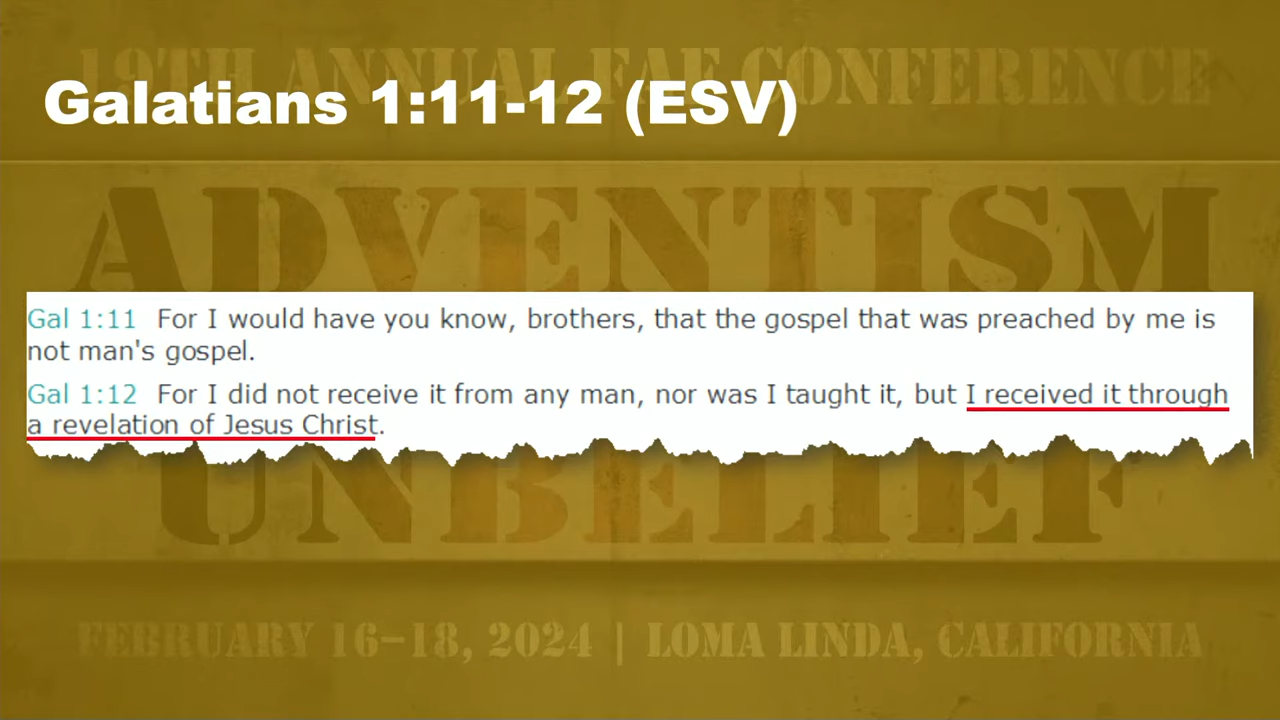 19TH ANNUAL FAF CONFERENCE
Galatians 1:11-12 (ESV)
ADVENTISM
Gal 1:11 For I would have you know, brothers, that the gospel that was preached by me is
not man's gospel.
Gal 1:12 For I did not receive it from any man, nor was I taught it, but I received it through
a revelation of Jesus Christ.
UNBELIEF
FEBRUARY 16–18, 2024 | LOMA LINDA, CALIFORNIA